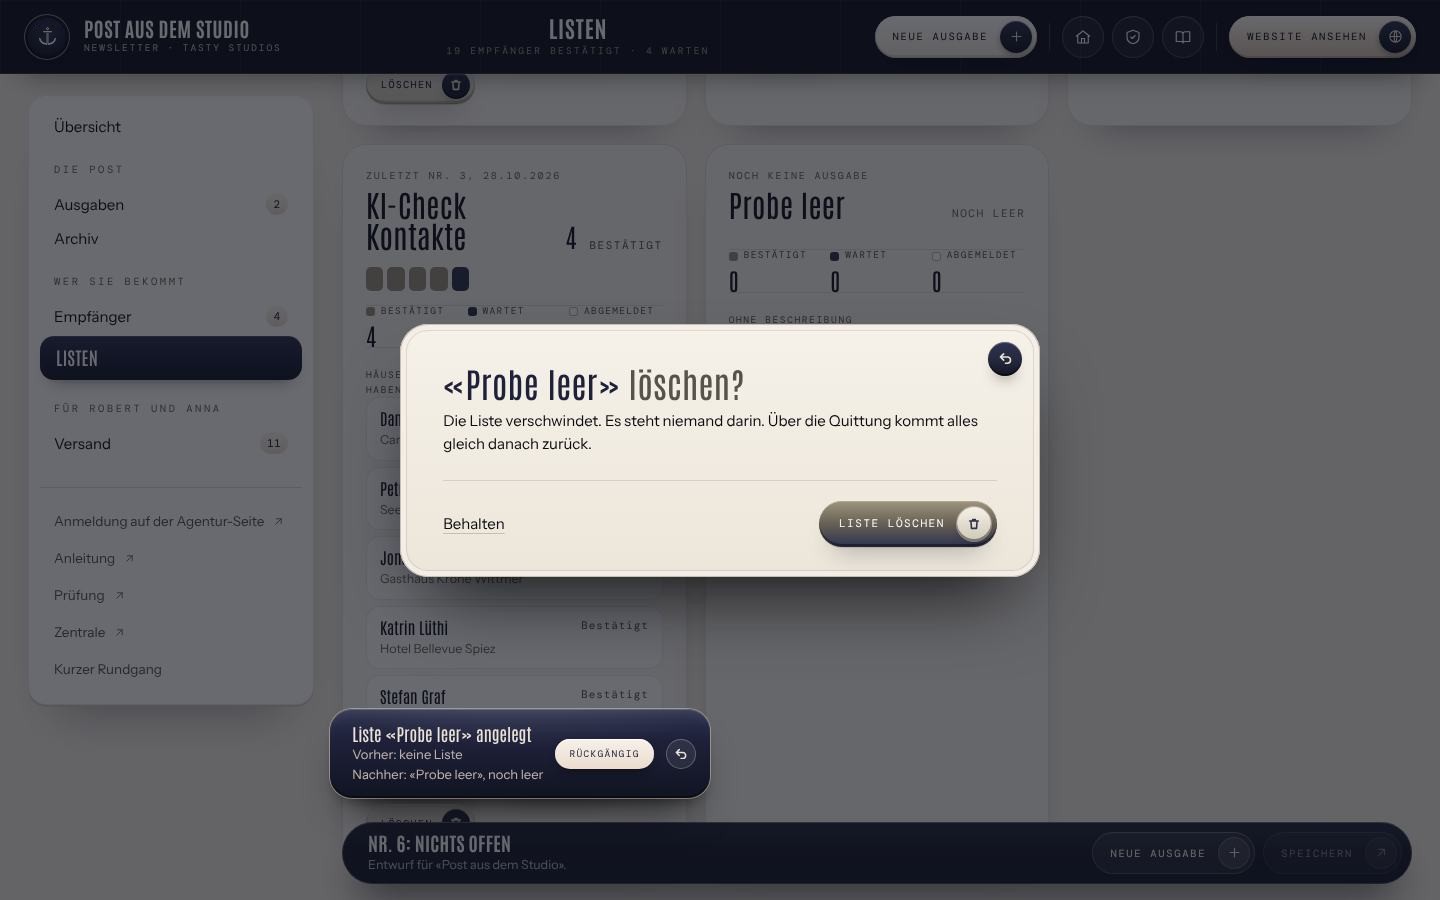 POST AUS DEM STUDIO
NEWSLETTER · TASTY STUDIOS
LISTEN
19 EMPFÄNGER BESTÄTIGT · 4 WARTEN
NEUE AUSGABE
WEBSITE ANSEHEN
Übersicht
DIE POST
Ausgaben 2
Archiv
WER SIE BEKOMMT
Empfänger 4
LISTEN
FÜR ROBERT UND ANNA
Versand 11
Anmeldung auf der Agentur-Seite
Anleitung
Prüfung
Zentrale
Kurzer Rundgang
LÖSCHEN
ZULETZT NR. 3, 28.10.2026
KI-Check
Kontakte
4 BESTÄTIGT
BESTÄTIGT WARTET ABGEMELDET
4
HÄUSE
HABEN
Gasthaus Krone Wittmer
Katrin Lüthi Bestätigt
Hotel Bellevue Spiez
Stefan Graf Bestätigt
NOCH KEINE AUSGABE
Probe leer
NOCH LEER
BESTÄTIGT WARTET ABGEMELDET
0 0 0
OHNE BESCHREIBUNG
«Probe leer» löschen?
Die Liste verschwindet. Es steht niemand darin. Über die Quittung kommt alles
gleich danach zurück.
Behalten
LISTE LÖSCHEN
Liste «Probe leer» angelegt
Vorher: keine Liste
Nachher: «Probe leer», noch leer
RÜCKGÄNGIG
NR. 6: NICHTS OFFEN
Entwurf für «Post aus dem Studio».
NEUE AUSGABE
SPEICHERN